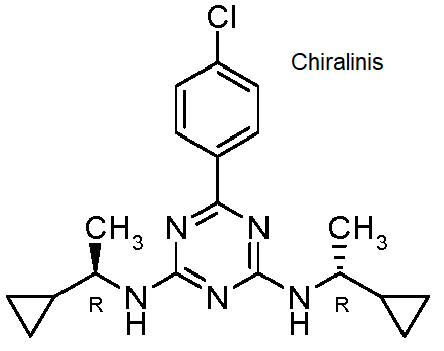 Cl
Chiralinis
N N
CH3 CH3
R N N N R
H H